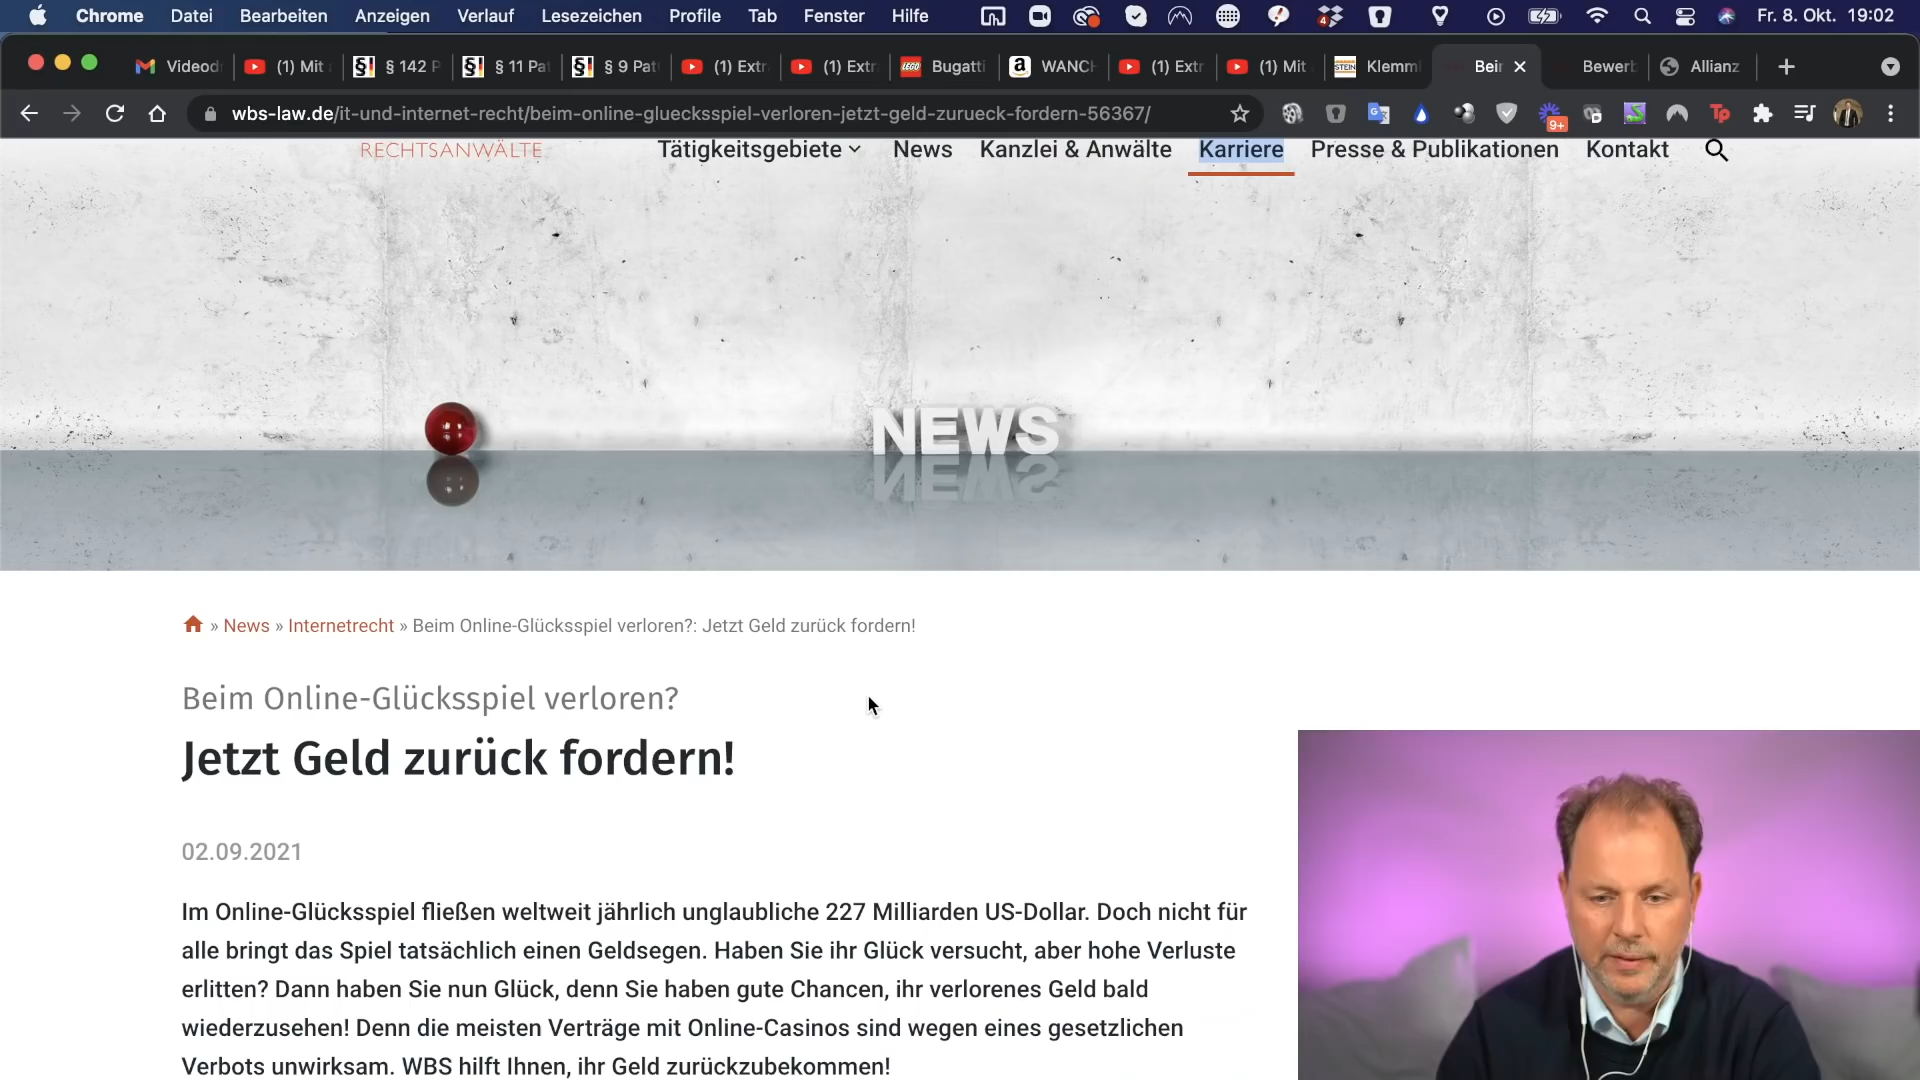 Chrome Datei Bearbeiten Anzeigen Verlauf Lesezeichen Profile Tab Fenster Hilfe 4 Fr. 8. Okt. 19:02
Videod (1) Mit § 142 P § 11 Pat § 9 Pat (1) Extr (1) Extr LEGO Bugatti WANCH (1) Extr (1) Mit STEIN Klemml Beir Bewerb Allianz
wbs-law.de/it-und-internet-recht/beim-online-gluecksspiel-verloren-jetzt-geld-zurueck-fordern-56367/ 9+ Tp
RECHTSANWÄLTE Tätigkeitsgebiete News Kanzlei & Anwälte Karriere Presse & Publikationen Kontakt
NEWS
» News » Internetrecht » Beim Online-Glücksspiel verloren?: Jetzt Geld zurück fordern!
Beim Online-Glücksspiel verloren?
Jetzt Geld zurück fordern!
02.09.2021
Im Online-Glücksspiel fließen weltweit jährlich unglaubliche 227 Milliarden US-Dollar. Doch nicht für
alle bringt das Spiel tatsächlich einen Geldsegen. Haben Sie ihr Glück versucht, aber hohe Verluste
erlitten? Dann haben Sie nun Glück, denn Sie haben gute Chancen, ihr verlorenes Geld bald
wiederzusehen! Denn die meisten Verträge mit Online-Casinos sind wegen eines gesetzlichen
Verbots unwirksam. WBS hilft Ihnen, ihr Geld zurückzubekommen!